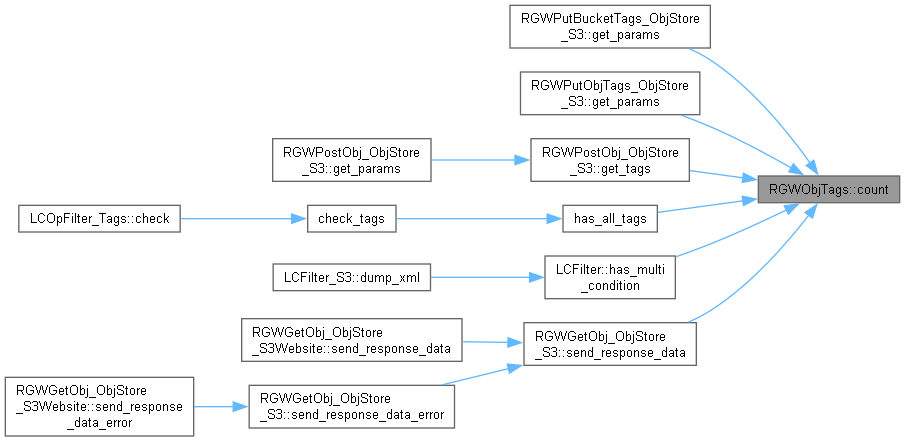 RGWPutBucketTags_ObjStore
_S3::get_params
RGWPutObjTags_ObjStore
_S3::get_params
RGWPostObj_ObjStore
_S3::get_params
RGWPostObj_ObjStore
_S3::get_tags
RGWObjTags::count
LCOpFilter_Tags::check
check_tags
has_all_tags
LCFilter_S3::dump_xml
LCFilter::has_multi
_condition
RGWGetObj_ObjStore
_S3Website::send_response_data
RGWGetObj_ObjStore
_S3::send_response_data
RGWGetObj_ObjStore
_S3Website::send_response
_data_error
RGWGetObj_ObjStore
_S3::send_response_data_error